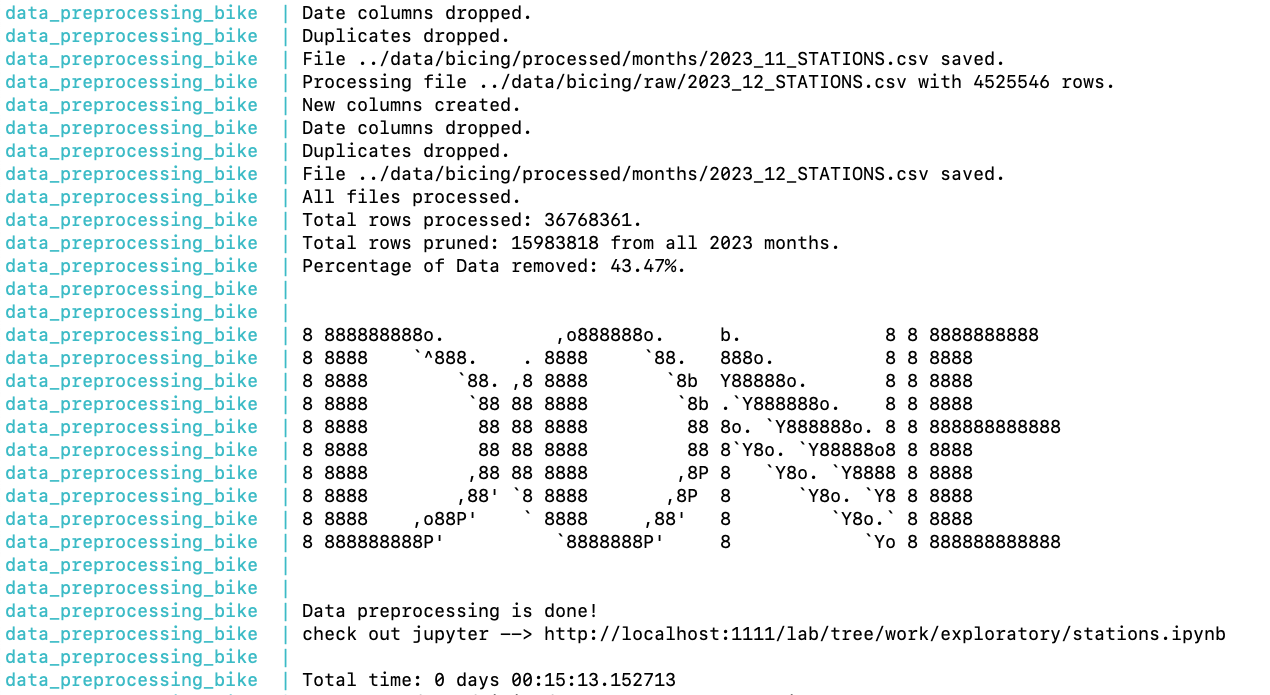 data_preprocessing_bike  | Date columns dropped.
data_preprocessing_bike  | Duplicates dropped.
data_preprocessing_bike  | File ../data/bicing/processed/months/2023_11_STATIONS.csv saved.
data_preprocessing_bike  | Processing file ../data/bicing/raw/2023_12_STATIONS.csv with 4525546 rows.
data_preprocessing_bike  | New columns created.
data_preprocessing_bike  | Date columns dropped.
data_preprocessing_bike  | Duplicates dropped.
data_preprocessing_bike  | File ../data/bicing/processed/months/2023_12_STATIONS.csv saved.
data_preprocessing_bike  | All files processed.
data_preprocessing_bike  | Total rows processed: 36768361.
data_preprocessing_bike  | Total rows pruned: 15983818 from all 2023 months.
data_preprocessing_bike  | Percentage of Data removed: 43.47%.
data_preprocessing_bike  |
data_preprocessing_bike  |
data_preprocessing_bike  | 8 888888888o.          ,o888888o.     b.             8 8 8888888888
data_preprocessing_bike  | 8 8888    `^888.    . 8888     `88.   888o.          8 8 8888
data_preprocessing_bike  | 8 8888        `88. ,8 8888       `8b  Y88888o.       8 8 8888
data_preprocessing_bike  | 8 8888         `88 88 8888        `8b .`Y888888o.    8 8 8888
data_preprocessing_bike  | 8 8888          88 88 8888         88 8o. `Y888888o. 8 8 888888888888
data_preprocessing_bike  | 8 8888          88 88 8888         88 8`Y8o. `Y88888o8 8 8888
data_preprocessing_bike  | 8 8888         ,88 88 8888        ,8P 8   `Y8o. `Y8888 8 8888
data_preprocessing_bike  | 8 8888        ,88' `8 8888       ,8P  8      `Y8o. `Y8 8 8888
data_preprocessing_bike  | 8 8888    ,o88P'    ` 8888     ,88'   8         `Y8o.` 8 8888
data_preprocessing_bike  | 8 888888888P'          `8888888P'     8            `Yo 8 888888888888
data_preprocessing_bike  |
data_preprocessing_bike  |
data_preprocessing_bike  | Data preprocessing is done!
data_preprocessing_bike  | check out jupyter --> http://localhost:1111/lab/tree/work/exploratory/stations.ipynb
data_preprocessing_bike  |
data_preprocessing_bike  | Total time: 0 days 00:15:13.152713